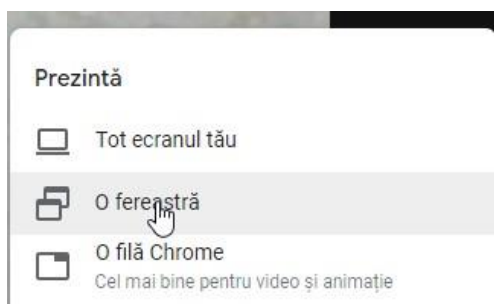 Prezintă
Tot ecranul tău
O fereastră
O filă Chrome
Cel mai bine pentru video și animație